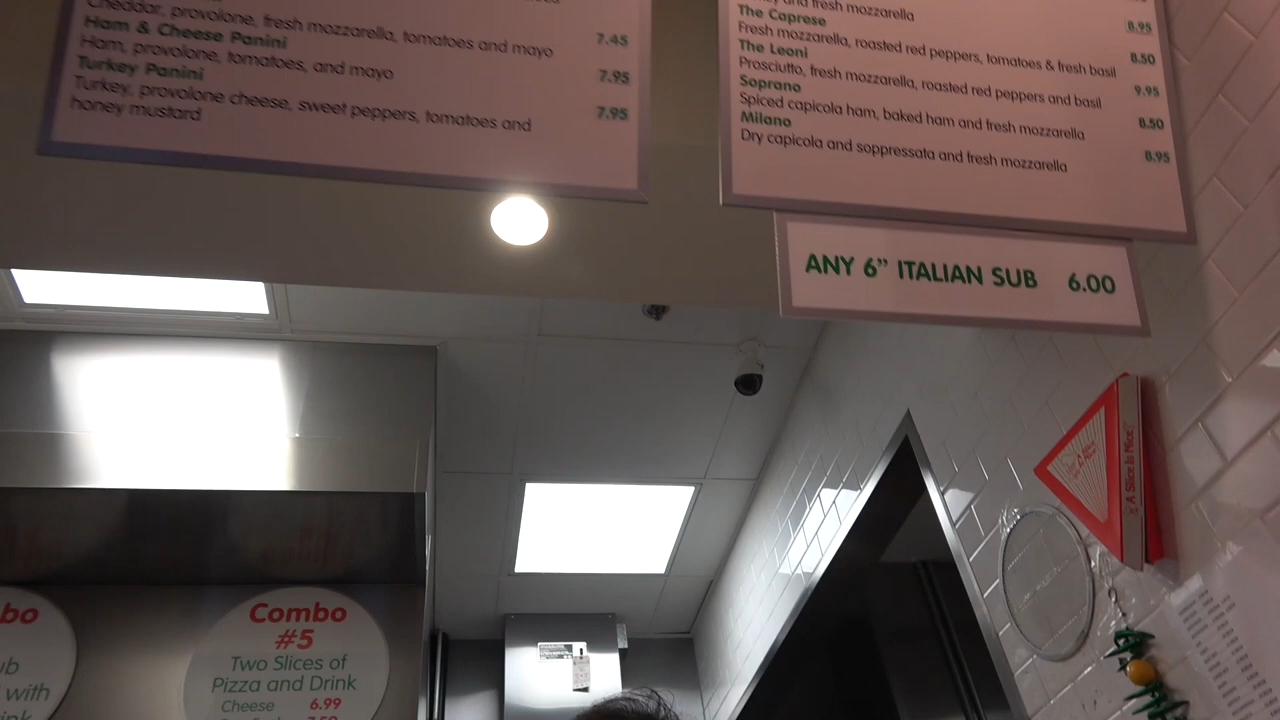 Cheddar, provolone, fresh mozzarella, tomatoes and mayo 7.45
Ham & Cheese Panini
Ham, provolone, tomatoes, and mayo 7.95
Turkey Panini
Turkey, provolone cheese, sweet peppers, tomatoes and 7.95
honey mustard
and fresh mozzarella 8.95
The Caprese
Fresh mozzarella, roasted red peppers, tomatoes & fresh basil 8.50
The Leoni
Prosciutto, fresh mozzarella, roasted red peppers and basil 9.95
Soprano
Spiced capicola ham, baked ham and fresh mozzarella 8.50
Milano
Dry capicola and soppressata and fresh mozzarella 8.95
ANY 6” ITALIAN SUB 6.00
A Slice Is Nice
bo
ub
with
Combo
#5
Two Slices of
Pizza and Drink
Cheese 6.99